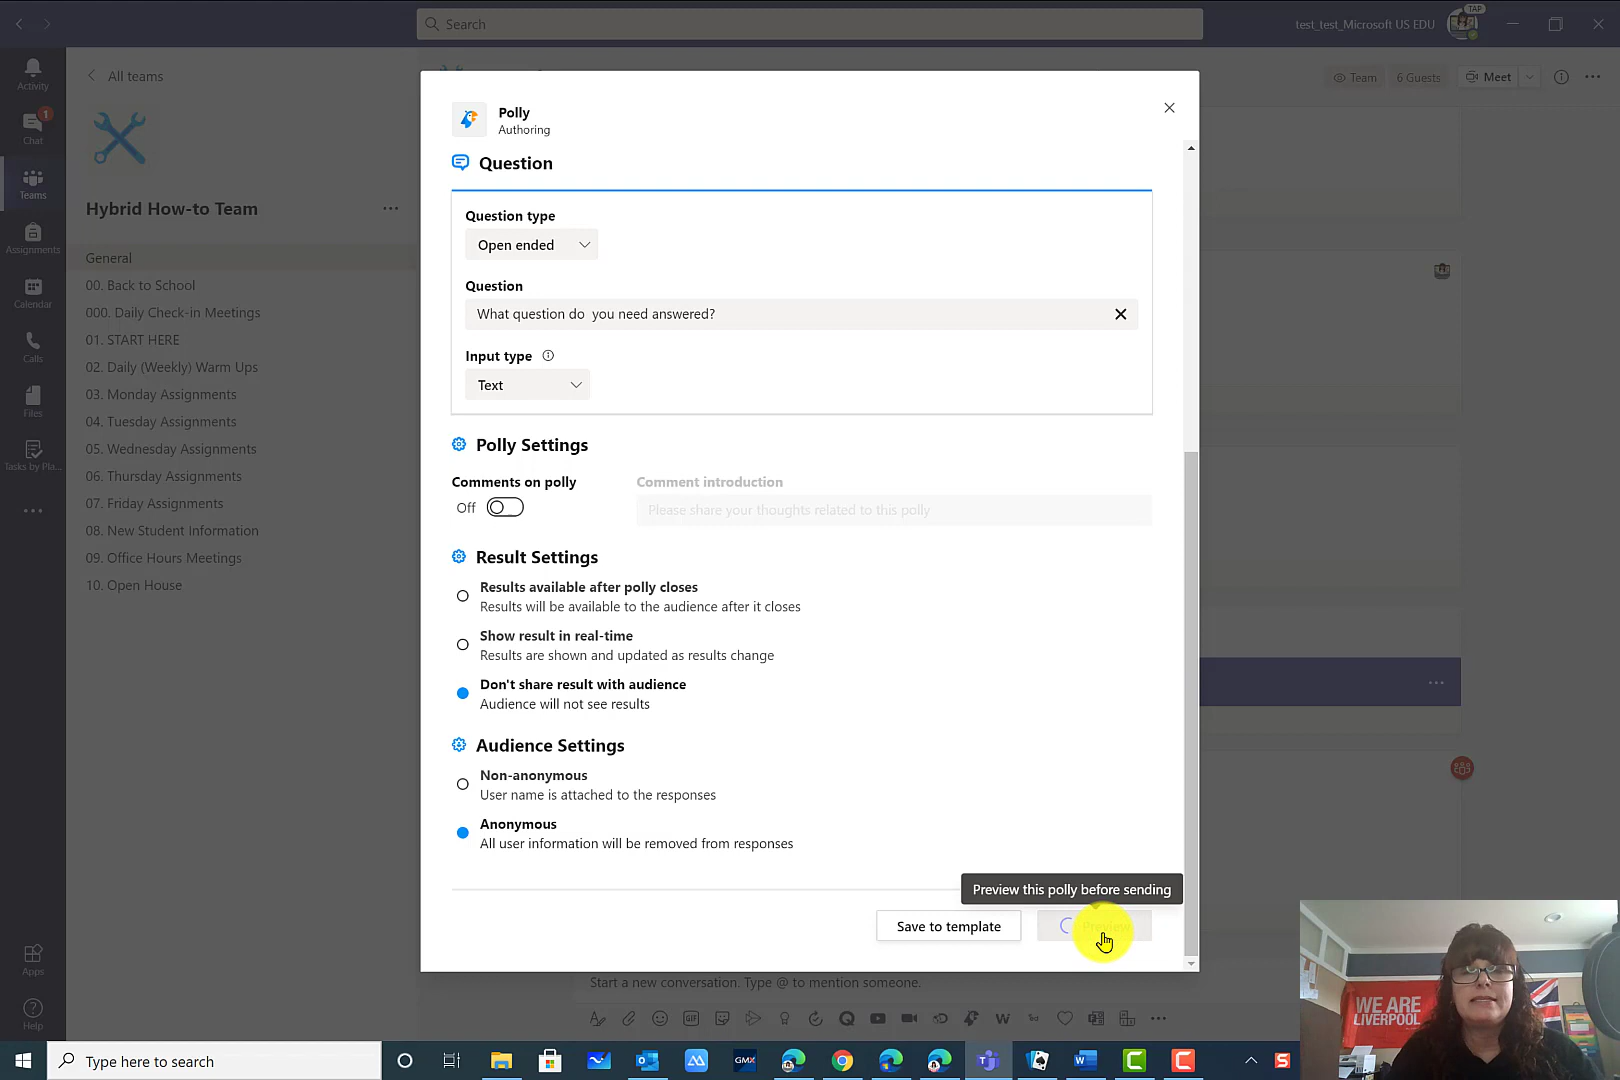 Search
test_test_Microsoft US EDU
TAP
Activity
Chat
1
Teams
Assignments
Calendar
Calls
Files
Tasks by Pla...
Apps
Help
All teams
Hybrid How-to Team
General
00. Back to School
000. Daily Check-in Meetings
01. START HERE
02. Daily (Weekly) Warm Ups
03. Monday Assignments
04. Tuesday Assignments
05. Wednesday Assignments
06. Thursday Assignments
07. Friday Assignments
08. New Student Information
09. Office Hours Meetings
10. Open House
Team
6 Guests
Meet
Polly
Authoring
Question
Question type
Open ended
Question
What question do  you need answered?
Input type
Text
Polly Settings
Comments on polly
Off
Comment introduction
Please share your thoughts related to this polly
Result Settings
Results available after polly closes
Results will be available to the audience after it closes
Show result in real-time
Results are shown and updated as results change
Don't share result with audience
Audience will not see results
Audience Settings
Non-anonymous
User name is attached to the responses
Anonymous
All user information will be removed from responses
Preview this polly before sending
Save to template
Preview
Start a new conversation. Type @ to mention someone.
GIF
WE ARE
LIVERPOOL
Type here to search
GMX